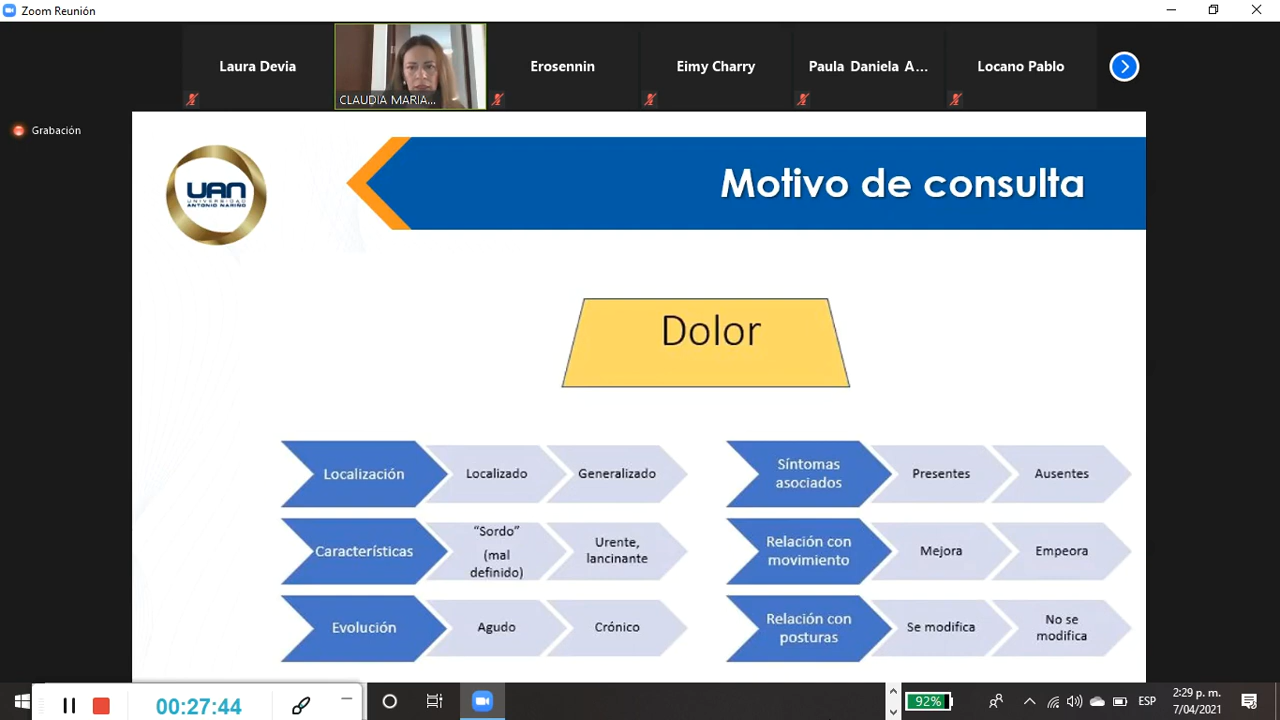 Zoom Reunión
Laura Devia
CLAUDIA MARIA...
Erosennin
Eimy Charry
Paula Daniela A...
Locano Pablo
Grabación
UAN
UNIVERSIDAD
ANTONIO NARIÑO
Motivo de consulta
Dolor
Localización
Localizado
Generalizado
Características
“Sordo”
(mal
definido)
Urente,
lancinante
Evolución
Agudo
Crónico
Síntomas
asociados
Presentes
Ausentes
Relación con
movimiento
Mejora
Empeora
Relación con
posturas
Se modifica
No se
modifica
00:27:44
92%
ESP
2:29 p. m.
7/04/2021